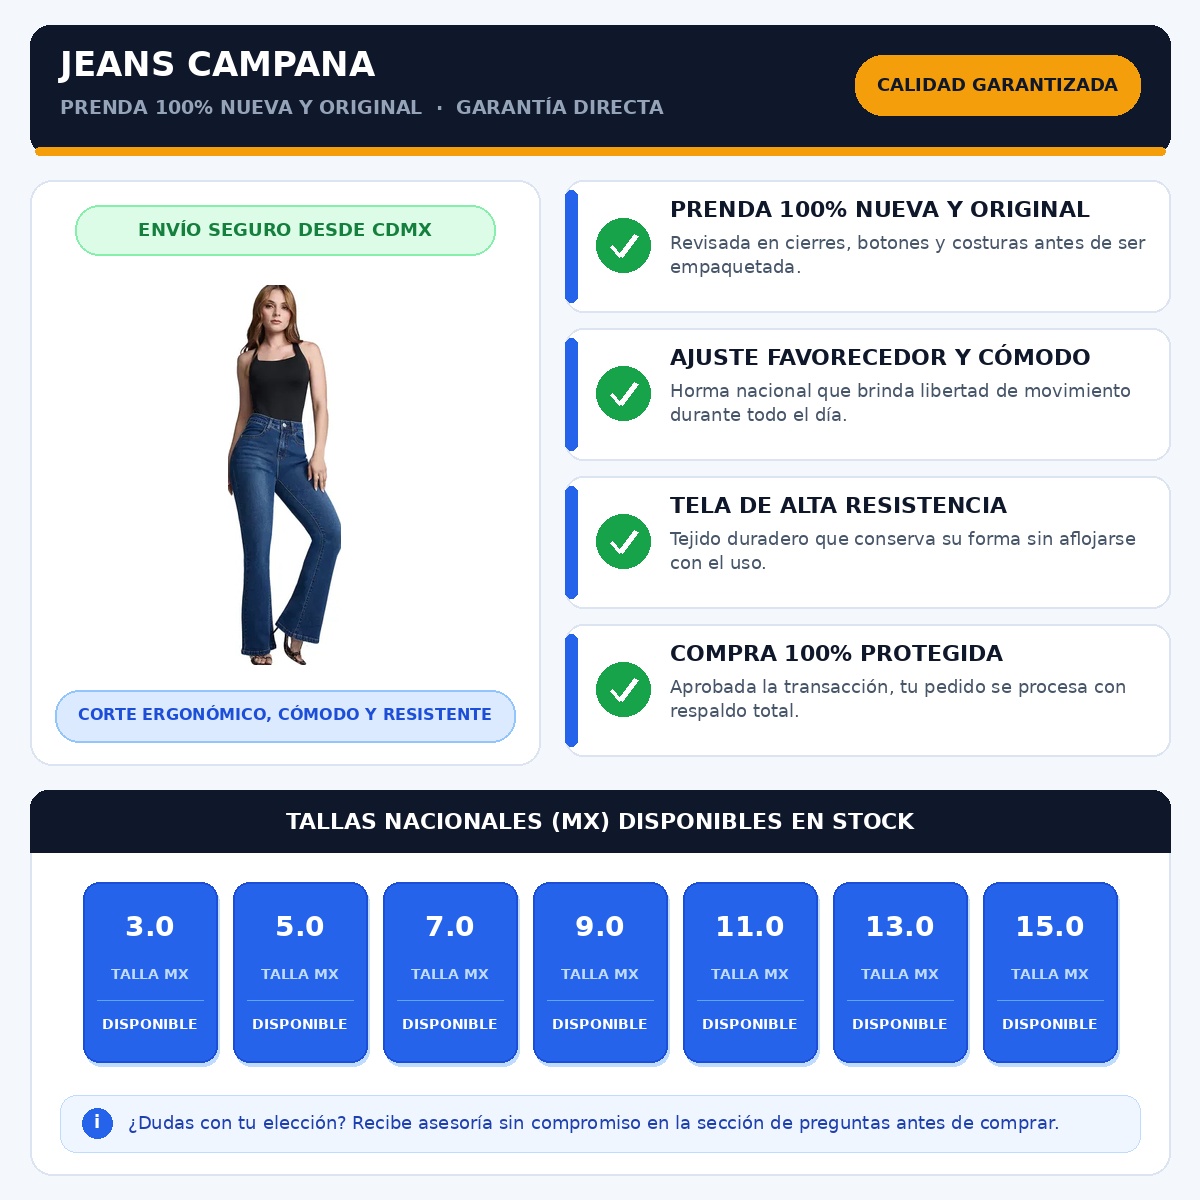 JEANS CAMPANA
PRENDA 100% NUEVA Y ORIGINAL · GARANTÍA DIRECTA
CALIDAD GARANTIZADA
ENVÍO SEGURO DESDE CDMX
CORTE ERGONÓMICO, CÓMODO Y RESISTENTE
PRENDA 100% NUEVA Y ORIGINAL
Revisada en cierres, botones y costuras antes de ser
empaquetada.
AJUSTE FAVORECEDOR Y CÓMODO
Horma nacional que brinda libertad de movimiento
durante todo el día.
TELA DE ALTA RESISTENCIA
Tejido duradero que conserva su forma sin aflojarse
con el uso.
COMPRA 100% PROTEGIDA
Aprobada la transacción, tu pedido se procesa con
respaldo total.
TALLAS NACIONALES (MX) DISPONIBLES EN STOCK
3.0
TALLA MX
DISPONIBLE
5.0
TALLA MX
DISPONIBLE
7.0
TALLA MX
DISPONIBLE
9.0
TALLA MX
DISPONIBLE
11.0
TALLA MX
DISPONIBLE
13.0
TALLA MX
DISPONIBLE
15.0
TALLA MX
DISPONIBLE
i
¿Dudas con tu elección? Recibe asesoría sin compromiso en la sección de preguntas antes de comprar.